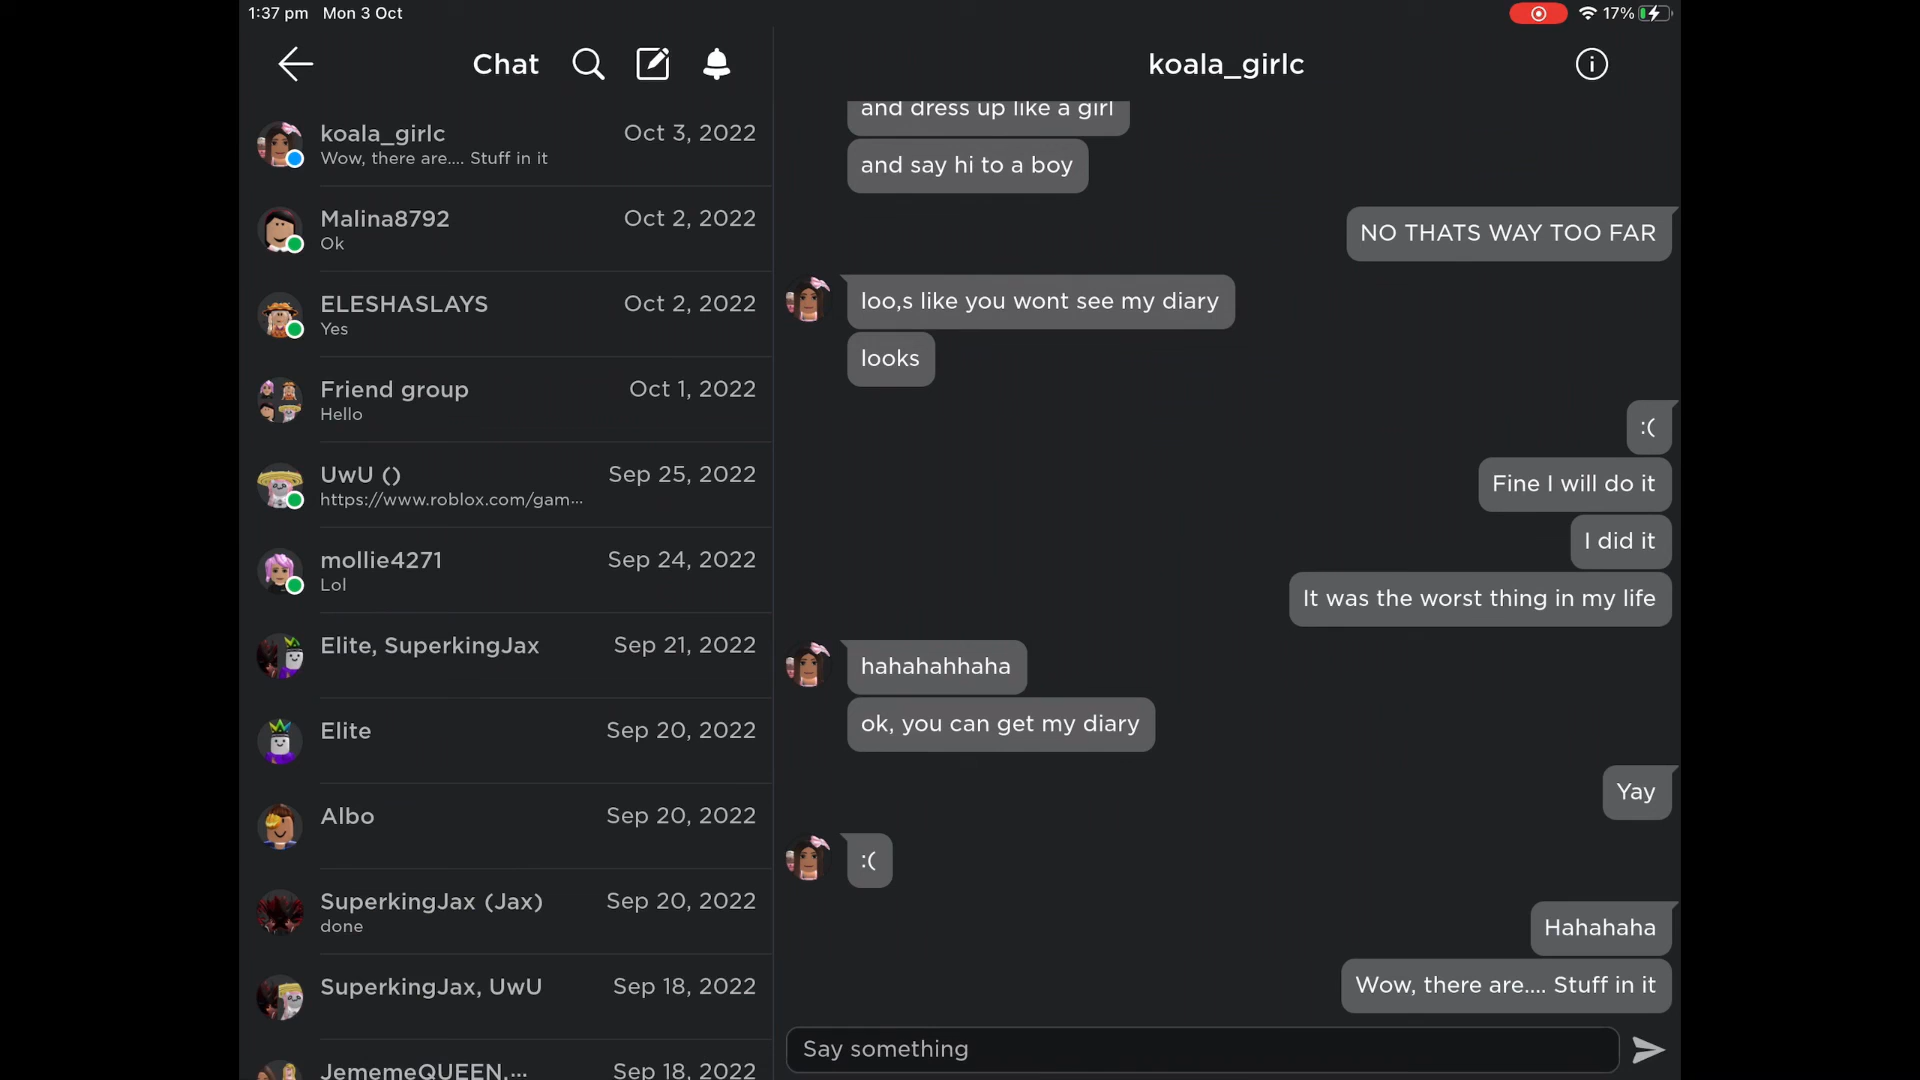 1:37 pm Mon 3 Oct
17%
Chat
koala_girlc Oct 3, 2022
Wow, there are.... Stuff in it
Malina8792 Oct 2, 2022
Ok
ELESHASLAYS Oct 2, 2022
Yes
Friend group Oct 1, 2022
Hello
UwU () Sep 25, 2022
https://www.roblox.com/gam...
mollie4271 Sep 24, 2022
Lol
Elite, SuperkingJax Sep 21, 2022
Elite Sep 20, 2022
Albo Sep 20, 2022
SuperkingJax (Jax) Sep 20, 2022
done
SuperkingJax, UwU Sep 18, 2022
JememeQUEEN,... Sep 18, 2022
koala_girlc
and dress up like a girl
and say hi to a boy
NO THATS WAY TOO FAR
loo,s like you wont see my diary
looks
:(
Fine I will do it
I did it
It was the worst thing in my life
hahahahhaha
ok, you can get my diary
Yay
:(
Hahahaha
Wow, there are.... Stuff in it
Say something